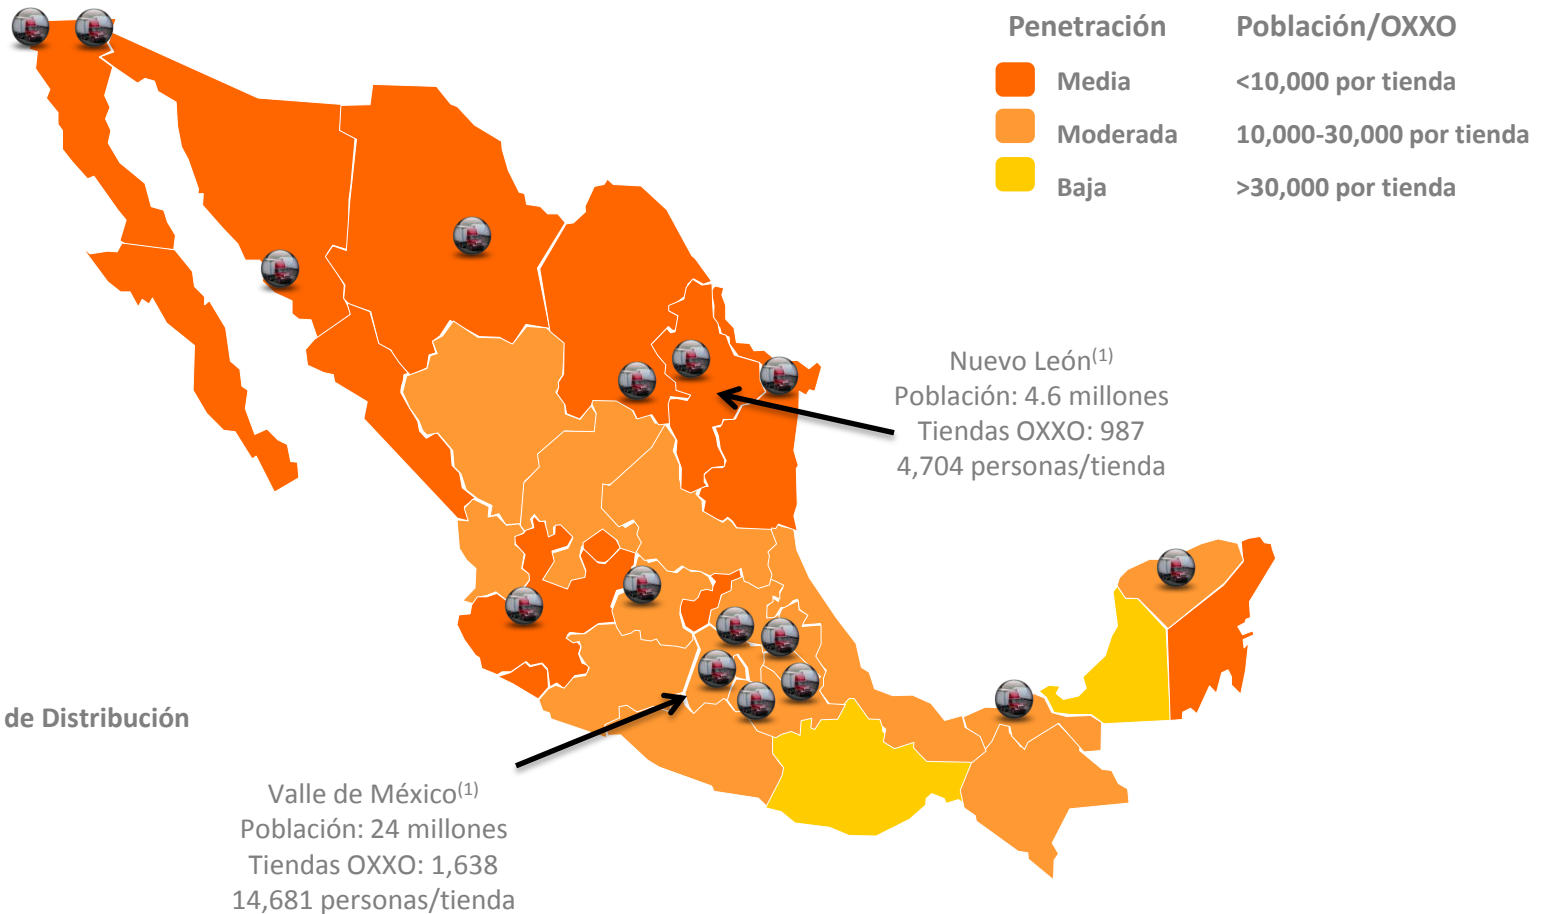 Penetración Población/OXXO
Media <10,000 por tienda
Moderada 10,000-30,000 por tienda
Baja >30,000 por tienda
Nuevo León(1)
Población: 4.6 millones
Tiendas OXXO: 987
4,704 personas/tienda
de Distribución
Valle de México(1)
Población: 24 millones
Tiendas OXXO: 1,638
14,681 personas/tienda